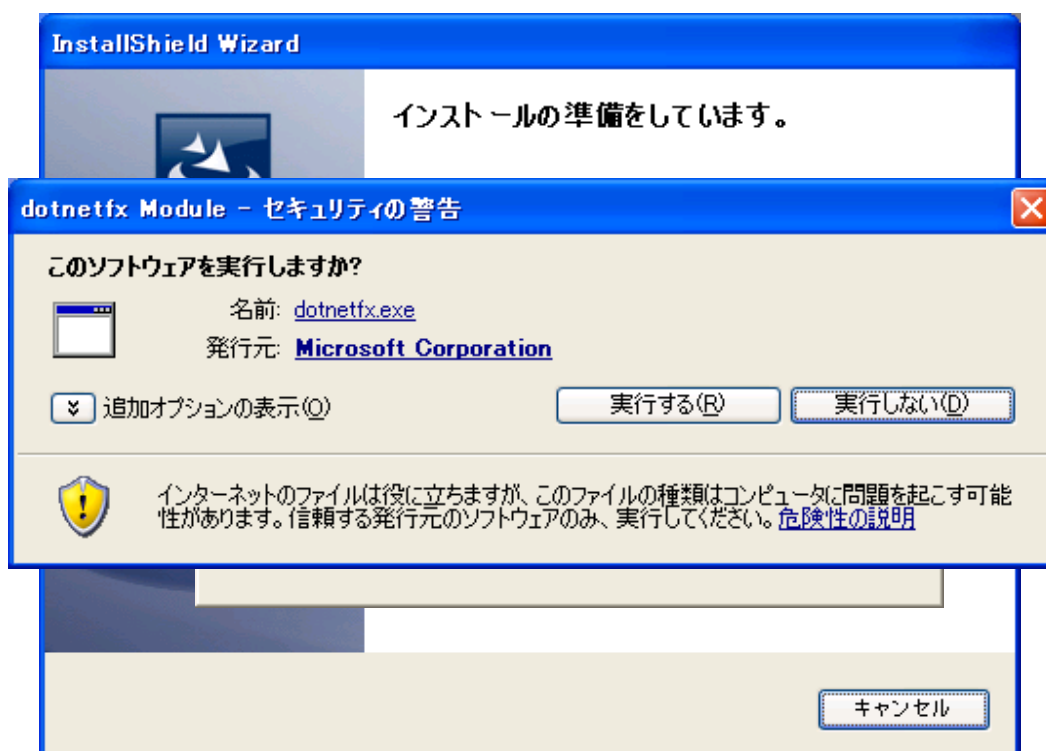 InstallShield Wizard
インストールの準備をしています。
dotnetfx Module - セキュリティの警告
このソフトウェアを実行しますか?
名前: dotnetfx.exe
発行元: Microsoft Corporation
追加オプションの表示(O)
実行する(R)
実行しない(D)
インターネットのファイルは役に立ちますが、このファイルの種類はコンピュータに問題を起こす可能
性があります。信頼する発行元のソフトウェアのみ、実行してください。危険性の説明
キャンセル